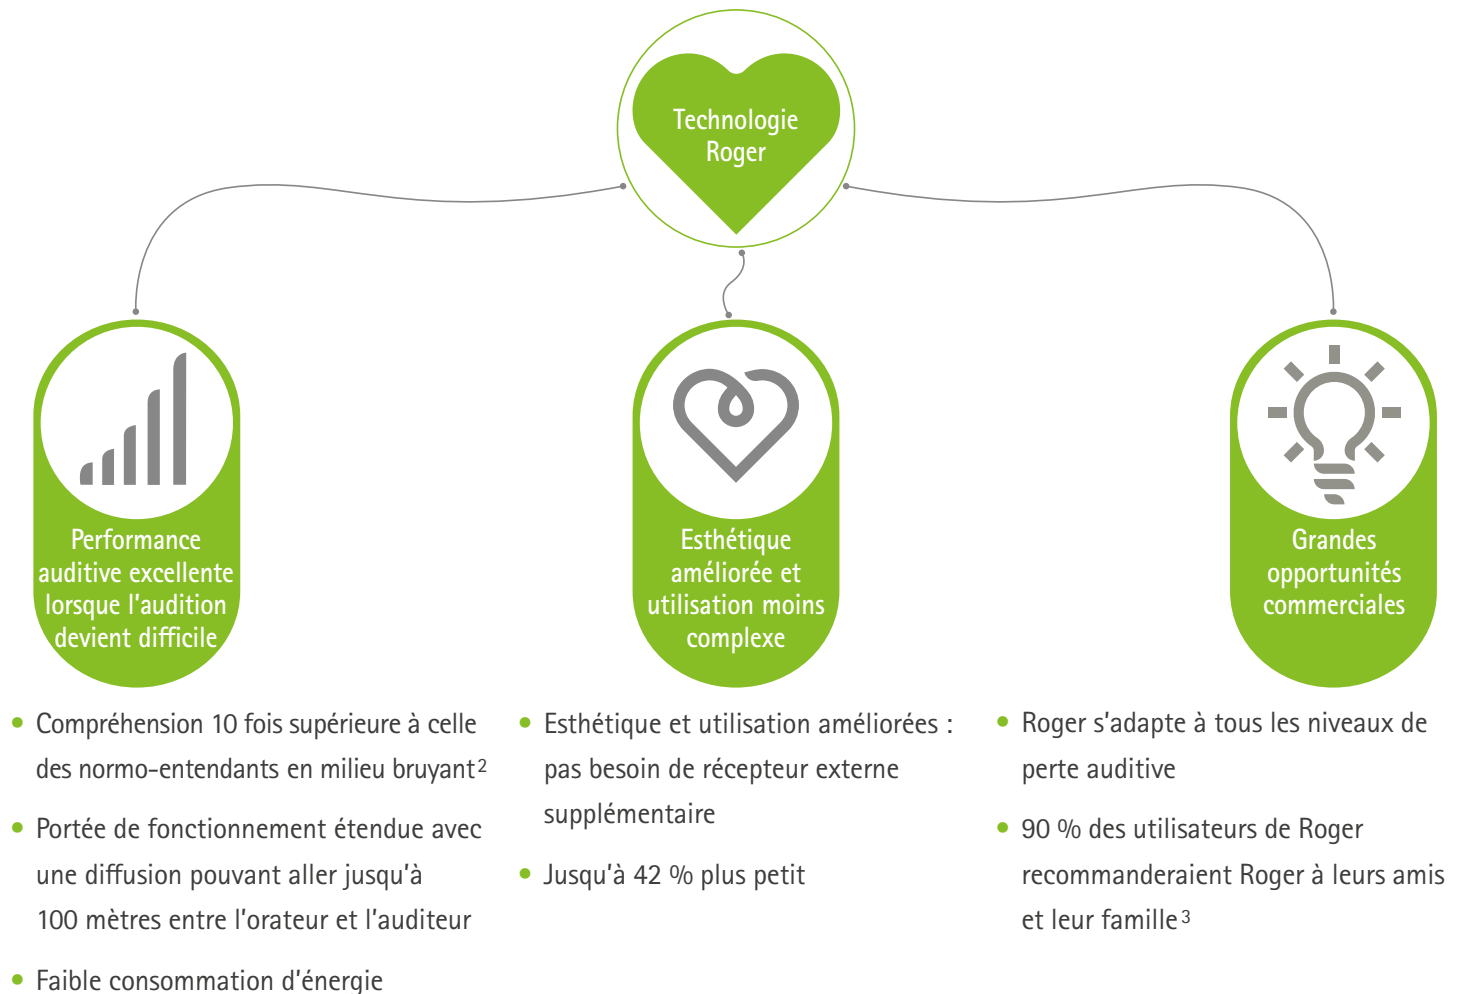 Technologie
Roger
Performance
auditive excellente
lorsque l'audition
devient difficile
Esthétique
améliorée et
utilisation moins
complexe
Grandes
opportunités
commerciales
• Compréhension 10 fois supérieure à celle
des normo-entendants en milieu bruyant2
• Portée de fonctionnement étendue avec
une diffusion pouvant aller jusqu'à
100 mètres entre l'orateur et l'auditeur
• Faible consommation d'énergie
• Esthétique et utilisation améliorées :
pas besoin de récepteur externe
supplémentaire
• Jusqu'à 42 % plus petit
• Roger s'adapte à tous les niveaux de
perte auditive
• 90 % des utilisateurs de Roger
recommanderaient Roger à leurs amis
et leur famille3